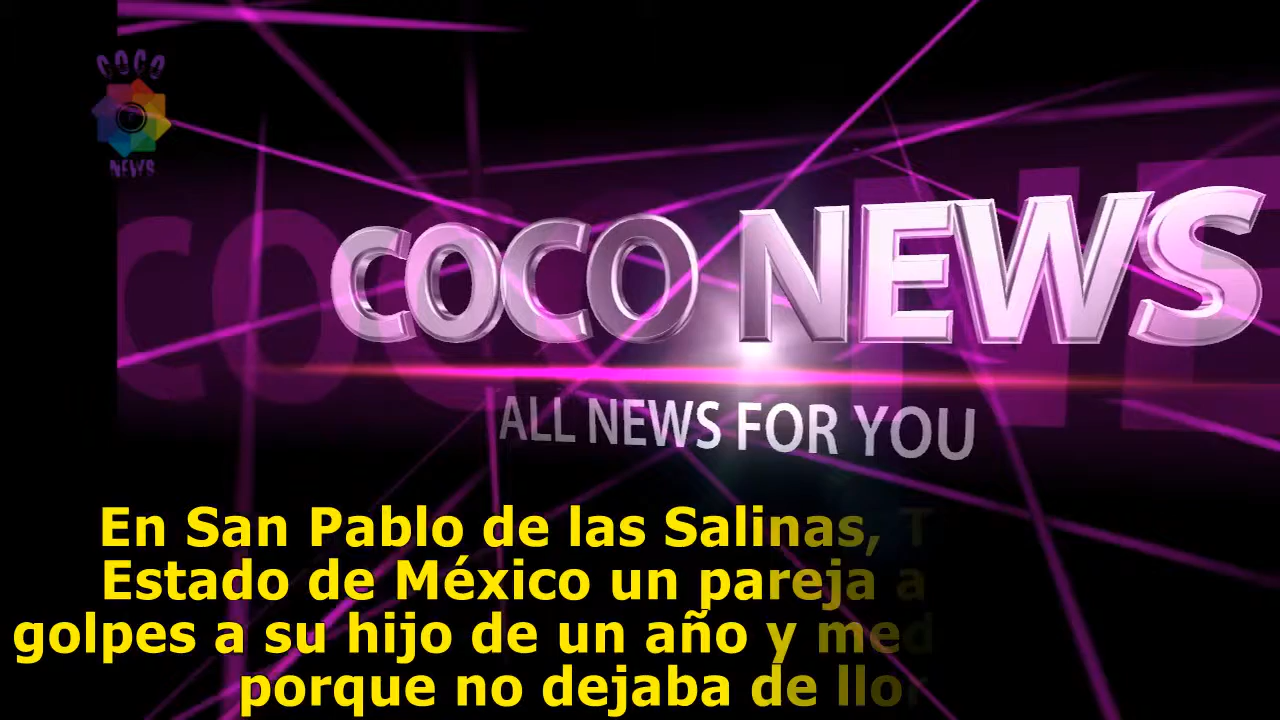 COCO
NEWS
COCO NEWS
ALL NEWS FOR YOU
En San Pablo de las Salinas,
Estado de México un pareja
golpes a su hijo de un año y
porque no dejaba de